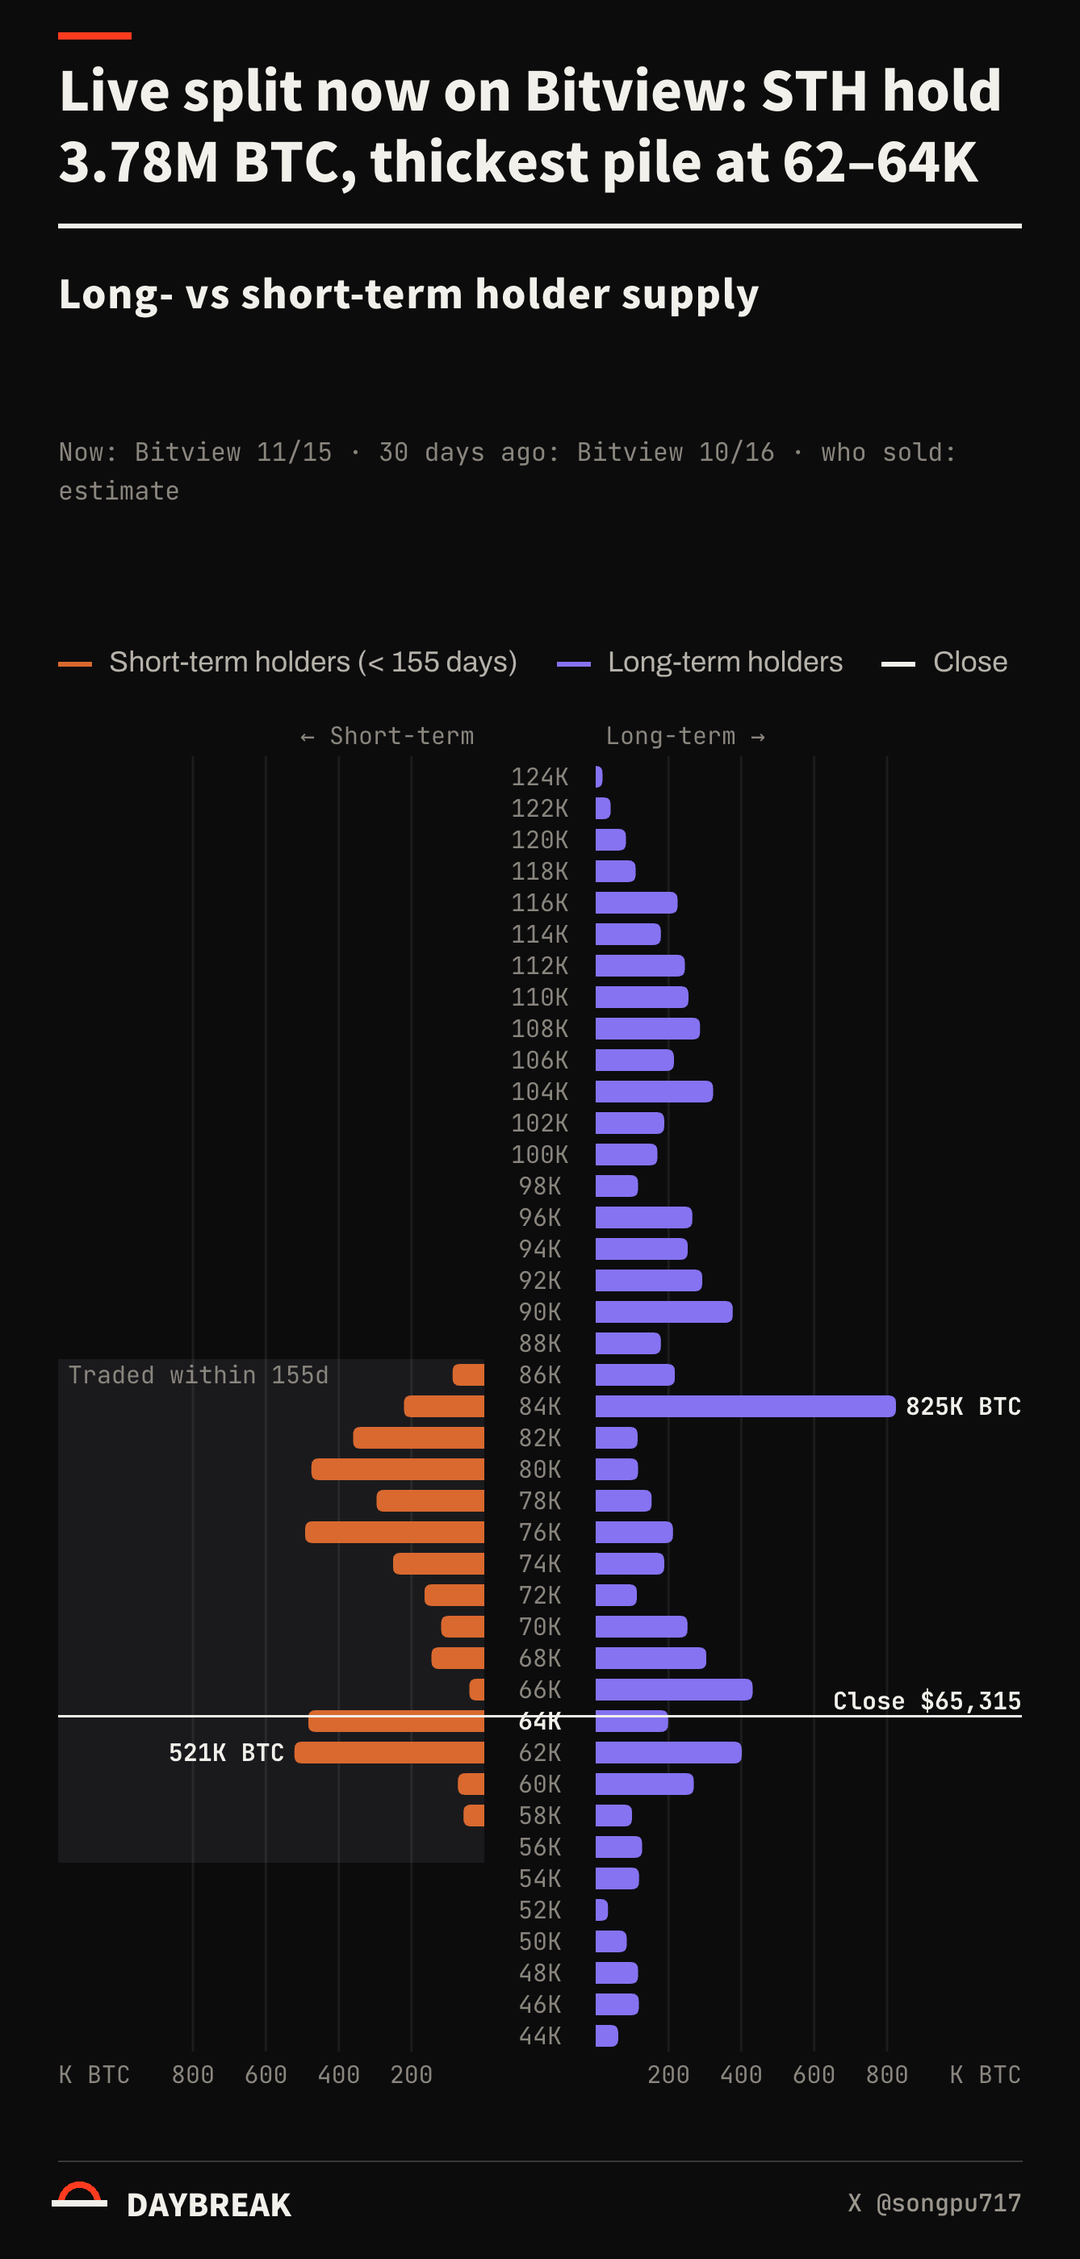 Live split now on Bitview: STH hold
3.78M BTC, thickest pile at 62–64K
Long- vs short-term holder supply
Now: Bitview 11/15 · 30 days ago: Bitview 10/16 · who sold:
estimate
Short-term holders (< 155 days)
Long-term holders
Close
← Short-term
Long-term →
124K
122K
120K
118K
116K
114K
112K
110K
108K
106K
104K
102K
100K
98K
96K
94K
92K
90K
88K
Traded within 155d
86K
84K
825K BTC
82K
80K
78K
76K
74K
72K
70K
68K
66K
Close $65,315
64K
521K BTC
62K
60K
58K
56K
54K
52K
50K
48K
46K
44K
K BTC 800 600 400 200
200 400 600 800 K BTC
DAYBREAK
X @songpu717